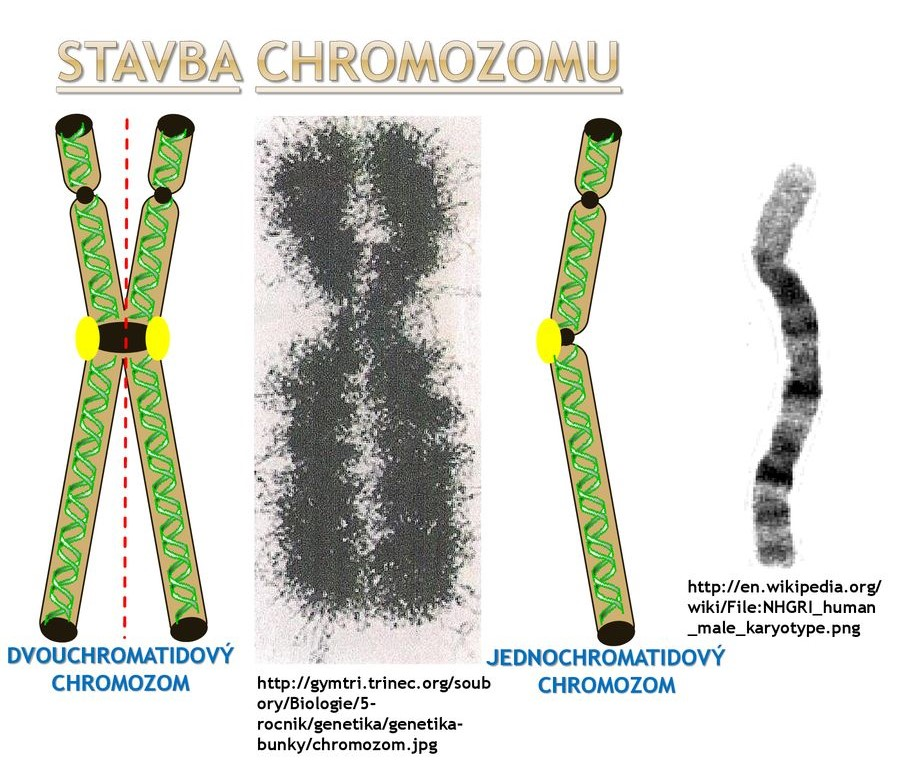 STAVBA CHROMOZOMU
DVOUCHROMATIDOVÝ
CHROMOZOM
http://gymtri.trinec.org/soub
ory/Biologie/5-
rocnik/genetika/genetika-
bunky/chromozom.jpg
JEDNOCHROMATIDOVÝ
CHROMOZOM
http://en.wikipedia.org/
wiki/File:NHGRI_human
_male_karyotype.png